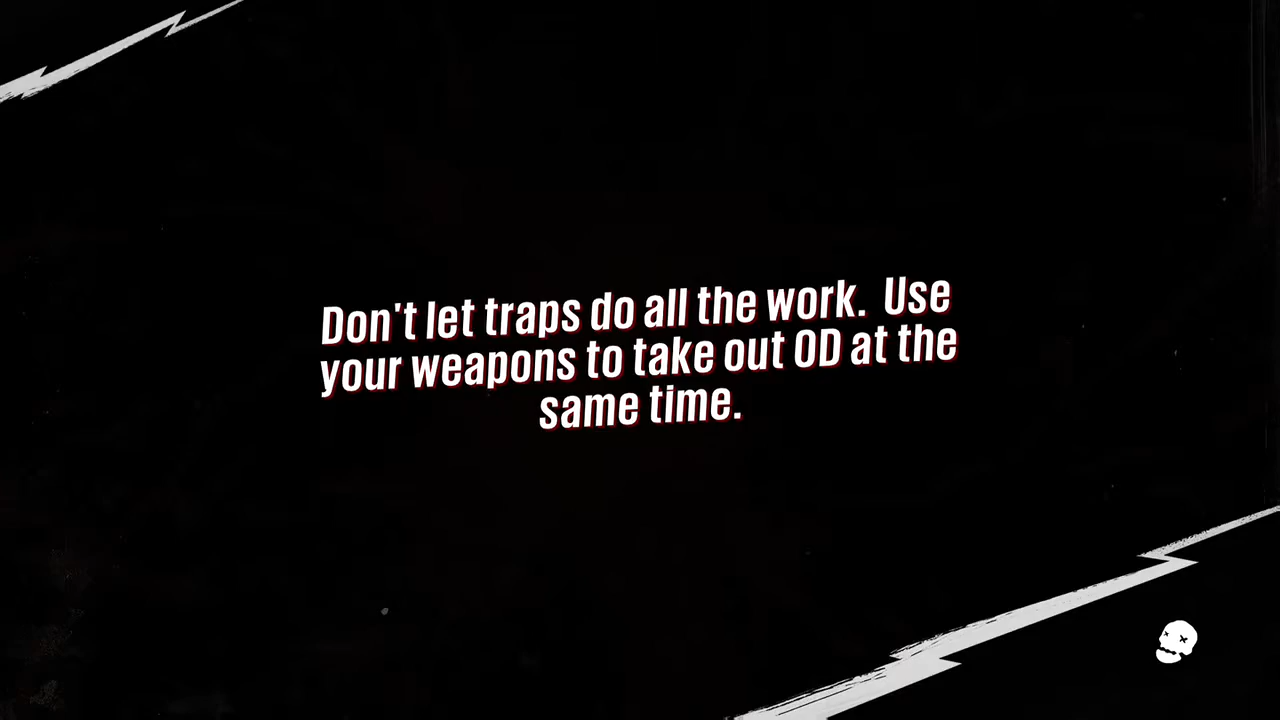 Don't let traps do all the work.  Use
your weapons to take out OD at the
same time.